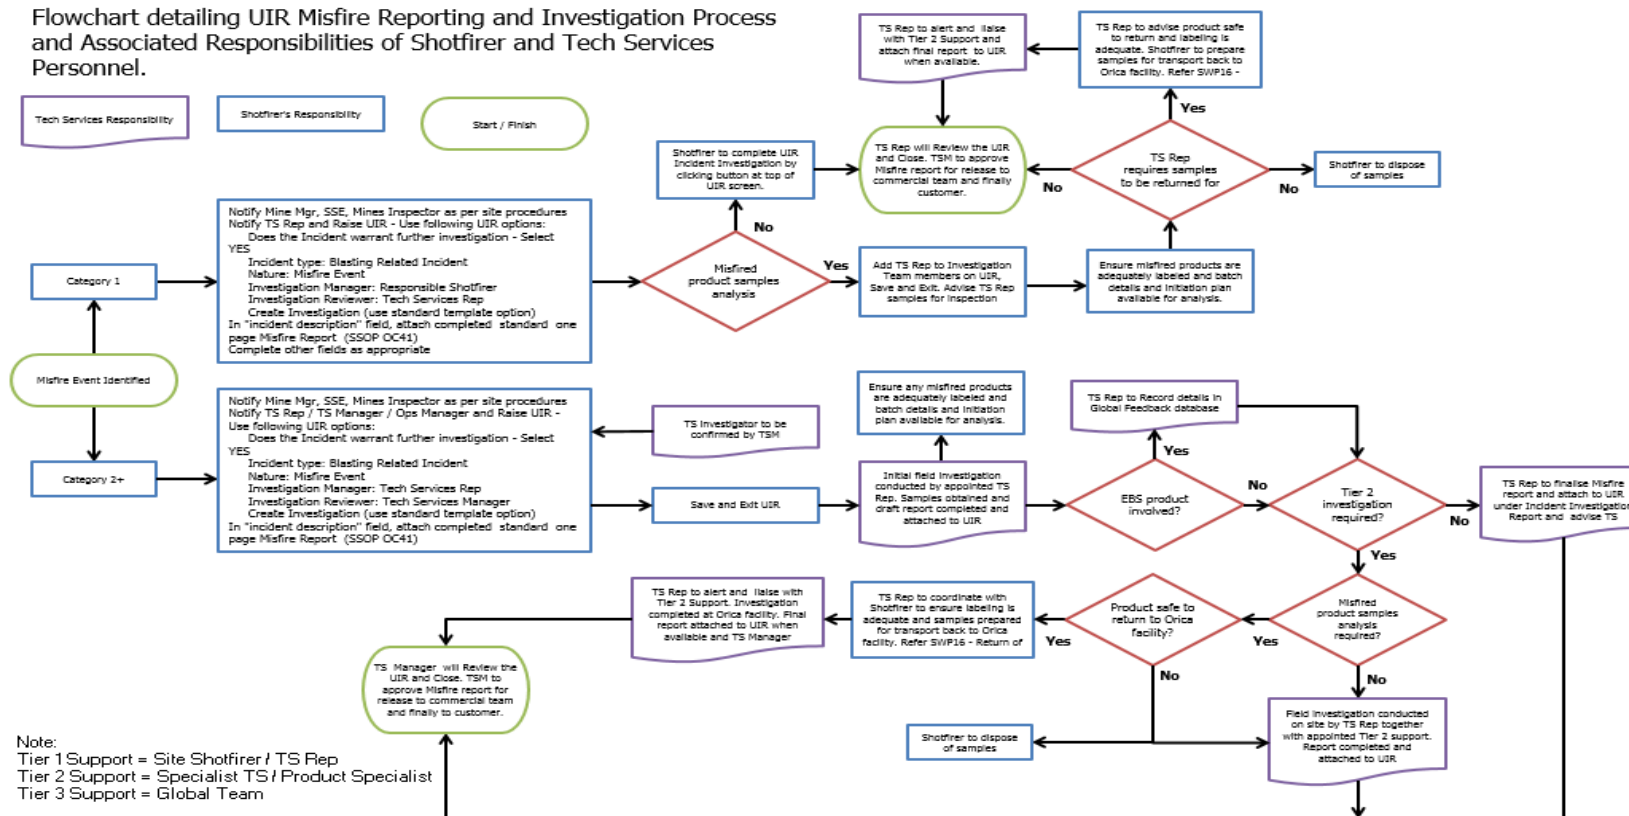 Flowchart detailing UIR Misfire Reporting and Investigation Process
and Associated Responsibilities of Shotfirer and Tech Services
Personnel.
Tech Services Responsibility
Shotfirer's Responsibility
Start / Finish
TS Rep to alert and liaise
with Tier 2 Support and
attach final report to UIR
when available.
TS Rep to advise product safe
to return and labeling is
adequate. Shotfirer to prepare
samples for transport back to
Orica facility. Refer SWP16 -
Yes
Shotfirer to complete UIR
Incident Investigation by
clicking button at top of
UIR screen.
TS Rep will Review the UIR
and Close. TSM to approve
Misfire report for release to
commercial team and finally
customer.
No
TS Rep
requires samples
to be returned for
No
Shotfirer to dispose
of samples
Category 1
Notify Mine Mgr, SSE, Mines Inspector as per site procedures
Notify TS Rep and Raise UIR - Use following UIR options:
Does the Incident warrant further investigation - Select
YES
Incident type: Blasting Related Incident
Nature: Misfire Event
Investigation Manager: Responsible Shotfirer
Investigation Reviewer: Tech Services Rep
Create Investigation (use standard template option)
In "incident description" field, attach completed standard one
page Misfire Report (SSOP OC41)
Complete other fields as appropriate
No
Misfired
product samples
analysis
Yes
Add TS Rep to Investigation
Team members on UIR,
Save and Exit. Advise TS Rep
samples for inspection
Ensure misfired products are
adequately labeled and batch
details and initiation plan
available for analysis.
Misfire Event Identified
Category 2+
Notify Mine Mgr, SSE, Mines Inspector as per site procedures
Notify TS Rep / TS Manager / Ops Manager and Raise UIR -
Use following UIR options:
Does the Incident warrant further investigation - Select
YES
Incident type: Blasting Related Incident
Nature: Misfire Event
Investigation Manager: Tech Services Rep
Investigation Reviewer: Tech Services Manager
Create Investigation (use standard template option)
In "incident description" field, attach completed standard one
page Misfire Report (SSOP OC41)
TS Investigator to be
confirmed by TSM
Save and Exit UIR
Ensure any misfired products
are adequately labeled and
batch details and initiation
plan available for analysis.
Initial field investigation
conducted by appointed TS
Rep. Samples obtained and
draft report completed and
attached to UIR
TS Rep to Record details in
Global Feedback database
Yes
EBS product
involved?
No
Tier 2
investigation
required?
No
TS Rep to finalise Misfire
report and attach to UIR
under Incident Investigation
Report and advise TS
Yes
Misfired
product samples
analysis
required?
Yes
Product safe to
return to Orica
facility?
Yes
TS Rep to coordinate with
Shotfirer to ensure labeling is
adequate and samples prepared
for transport back to Orica
facility. Refer SWP16 - Return of
TS Rep to alert and liaise with
Tier 2 Support. Investigation
completed at Orica facility. Final
report attached to UIR when
available and TS Manager
TS Manager will Review the
UIR and Close. TSM to
approve Misfire report for
release to commercial team
and finally to customer.
No
No
Shotfirer to dispose
of samples
Field investigation conducted
on site by TS Rep together
with appointed Tier 2 support.
Report completed and
attached to UIR
Note:
Tier 1 Support = Site Shotfirer / TS Rep
Tier 2 Support = Specialist TS / Product Specialist
Tier 3 Support = Global Team